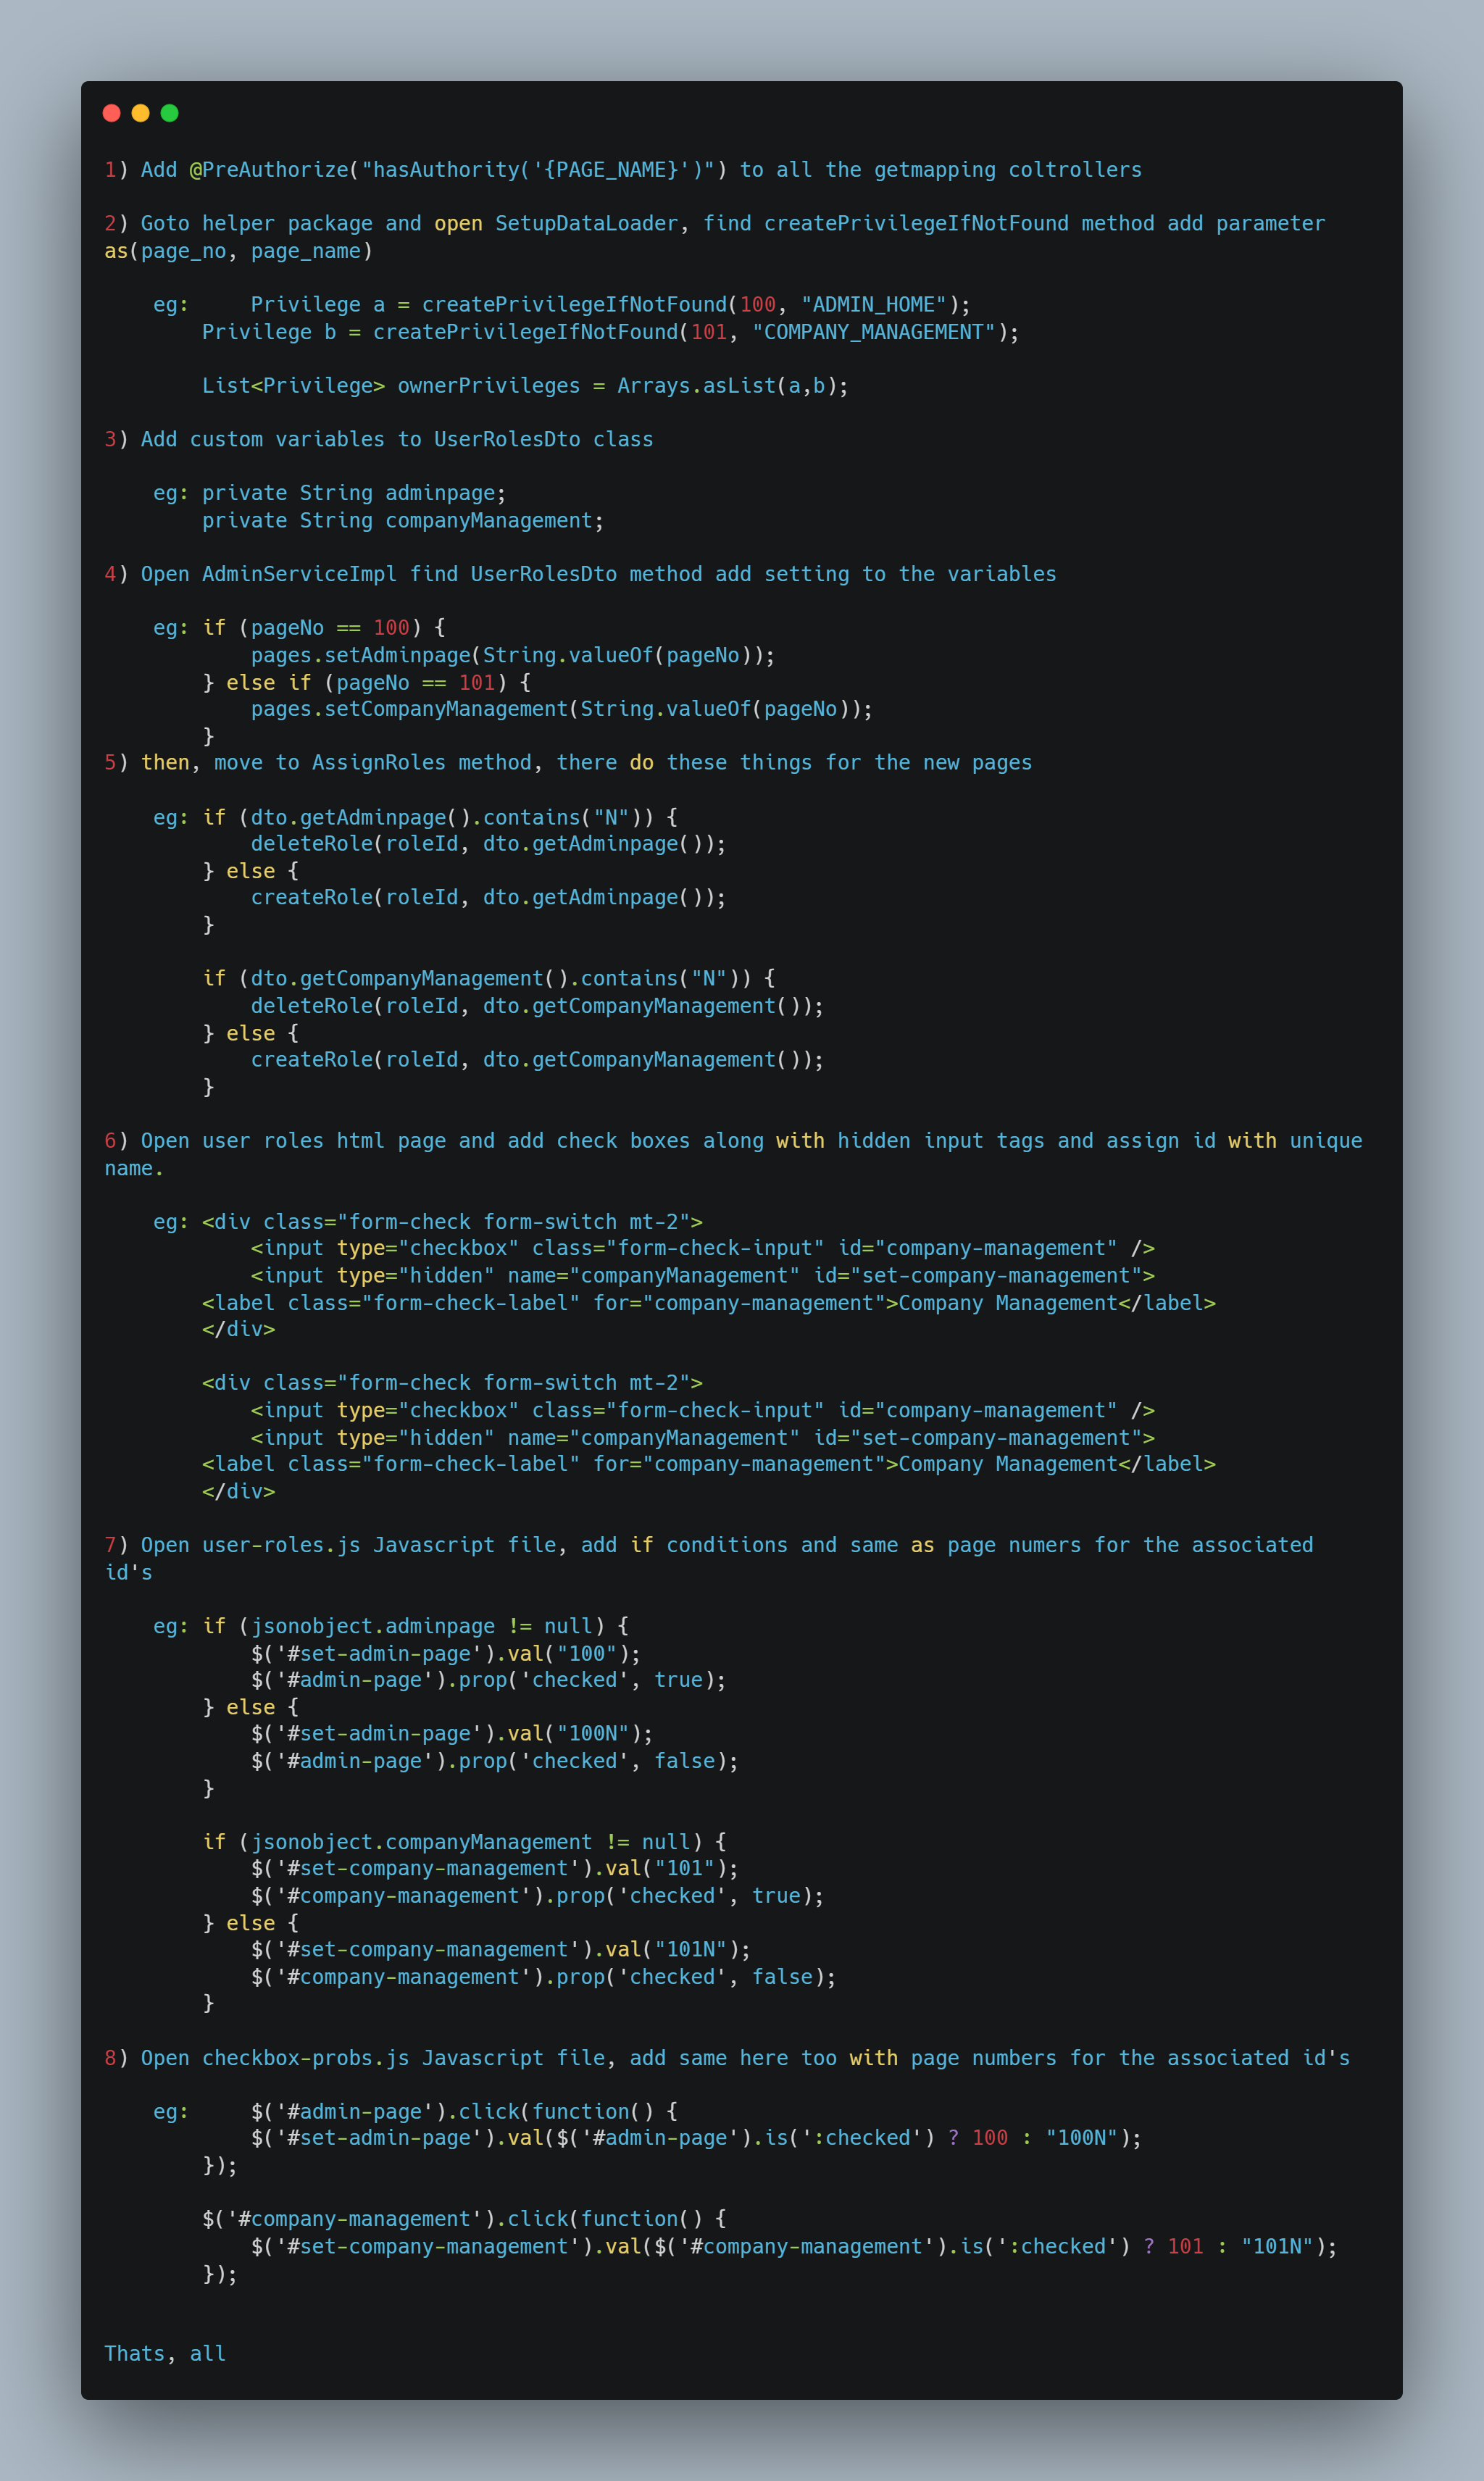 1) Add @PreAuthorize("hasAuthority('{PAGE_NAME}')") to all the getmapping coltrollers

2) Goto helper package and open SetupDataLoader, find createPrivilegeIfNotFound method add parameter
as(page_no, page_name)

    eg:     Privilege a = createPrivilegeIfNotFound(100, "ADMIN_HOME");
        Privilege b = createPrivilegeIfNotFound(101, "COMPANY_MANAGEMENT");

        List<Privilege> ownerPrivileges = Arrays.asList(a,b);

3) Add custom variables to UserRolesDto class

    eg: private String adminpage;
        private String companyManagement;

4) Open AdminServiceImpl find UserRolesDto method add setting to the variables

    eg: if (pageNo == 100) {
            pages.setAdminpage(String.valueOf(pageNo));
        } else if (pageNo == 101) {
            pages.setCompanyManagement(String.valueOf(pageNo));
        }
5) then, move to AssignRoles method, there do these things for the new pages

    eg: if (dto.getAdminpage().contains("N")) {
            deleteRole(roleId, dto.getAdminpage());
        } else {
            createRole(roleId, dto.getAdminpage());
        }

        if (dto.getCompanyManagement().contains("N")) {
            deleteRole(roleId, dto.getCompanyManagement());
        } else {
            createRole(roleId, dto.getCompanyManagement());
        }

6) Open user roles html page and add check boxes along with hidden input tags and assign id with unique
name.

    eg: <div class="form-check form-switch mt-2">
            <input type="checkbox" class="form-check-input" id="company-management" />
            <input type="hidden" name="companyManagement" id="set-company-management">
        <label class="form-check-label" for="company-management">Company Management</label>
        </div>

        <div class="form-check form-switch mt-2">
            <input type="checkbox" class="form-check-input" id="company-management" />
            <input type="hidden" name="companyManagement" id="set-company-management">
        <label class="form-check-label" for="company-management">Company Management</label>
        </div>

7) Open user-roles.js Javascript file, add if conditions and same as page numers for the associated
id's

    eg: if (jsonobject.adminpage != null) {
            $('#set-admin-page').val("100");
            $('#admin-page').prop('checked', true);
        } else {
            $('#set-admin-page').val("100N");
            $('#admin-page').prop('checked', false);
        }

        if (jsonobject.companyManagement != null) {
            $('#set-company-management').val("101");
            $('#company-management').prop('checked', true);
        } else {
            $('#set-company-management').val("101N");
            $('#company-management').prop('checked', false);
        }

8) Open checkbox-probs.js Javascript file, add same here too with page numbers for the associated id's

    eg:     $('#admin-page').click(function() {
            $('#set-admin-page').val($('#admin-page').is(':checked') ? 100 : "100N");
        });

        $('#company-management').click(function() {
            $('#set-company-management').val($('#company-management').is(':checked') ? 101 : "101N");
        });


Thats, all